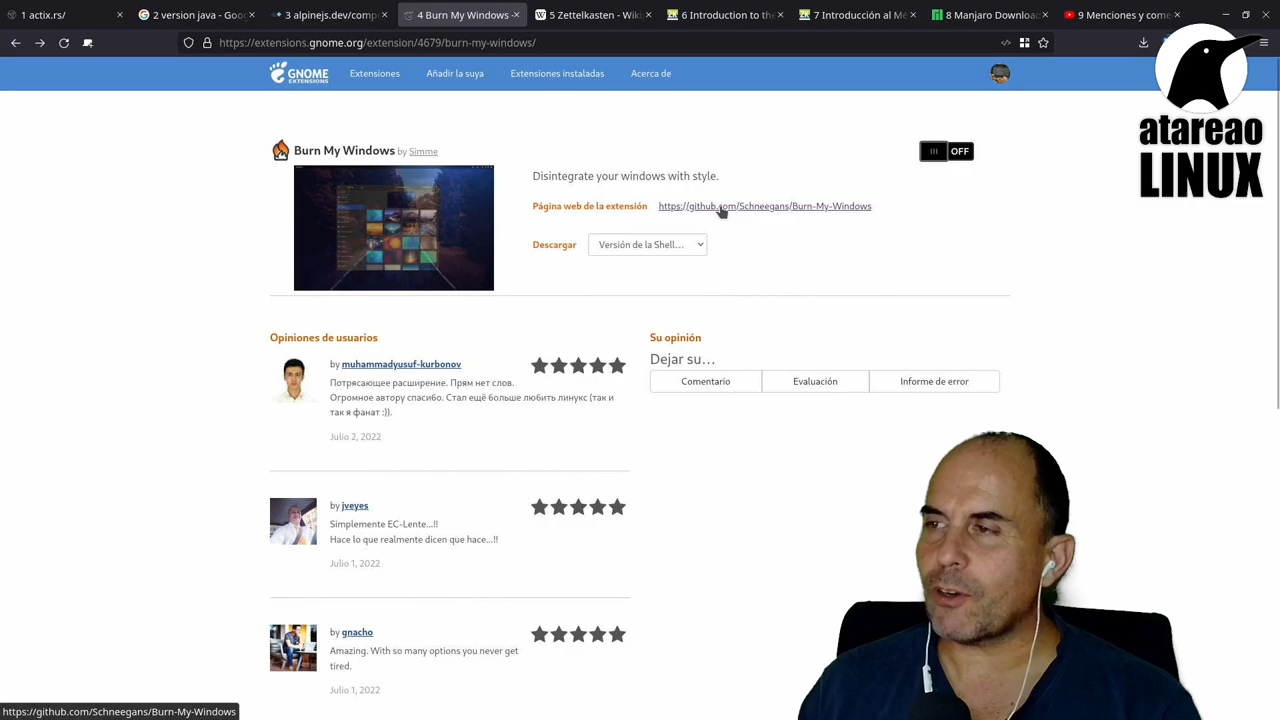 1 actix.rs/
2 version java - Goo
3 alpinejs.dev/comp
4 Burn My Windows
5 Zettelkasten - Wiki
6 Introduction to the
7 Introducción al Mé
8 Manjaro Download
9 Menciones y come
https://extensions.gnome.org/extension/4679/burn-my-windows/
GNOME
EXTENSIONS
Extensiones
Añadir la suya
Extensiones instaladas
Acerca de
atareao
LINUX
Burn My Windows by Simme
OFF
Disintegrate your windows with style.
Página web de la extensión https://github.com/Schneegans/Burn-My-Windows
Descargar Versión de la Shell...
Opiniones de usuarios
by muhammadyusuf-kurbonov
Потрясающее расширение. Прям нет слов.
Огромное автору спасибо. Стал ещё больше любить линукс (так и
так я фанат :)).
Julio 2, 2022
by jveyes
Simplemente EC-Lente...!!
Hace lo que realmente dicen que hace...!!
Julio 1, 2022
by gnacho
Amazing. With so many options you never get
tired.
Julio 1, 2022
Su opinión
Dejar su…
Comentario
Evaluación
Informe de error
https://github.com/Schneegans/Burn-My-Windows